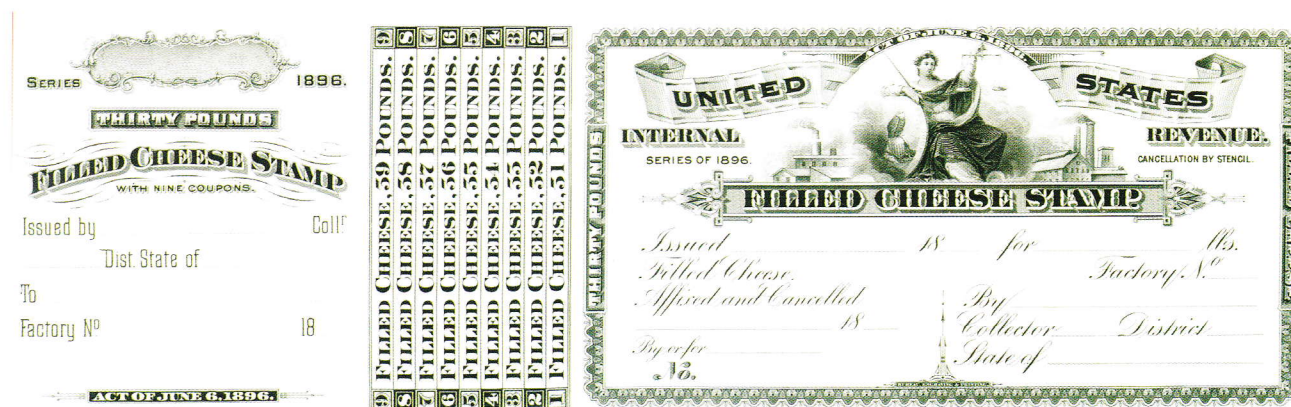 SERIES 1896.
THIRTY POUNDS
FILLED CHEESE STAMP
WITH NINE COUPONS.
Issued by Collr
Dist. State of
To
Factory No 18
ACT OF JUNE 6, 1896.
9 8 7 6 5 4 3 2 1
FILLED CHEESE, 39 POUNDS.
FILLED CHEESE, 38 POUNDS.
FILLED CHEESE, 37 POUNDS.
FILLED CHEESE, 36 POUNDS.
FILLED CHEESE, 35 POUNDS.
FILLED CHEESE, 34 POUNDS.
FILLED CHEESE, 33 POUNDS.
FILLED CHEESE, 32 POUNDS.
FILLED CHEESE, 31 POUNDS.
9 8 7 6 5 4 3 2 1
THIRTY POUNDS
ACT OF JUNE 6, 1896.
UNITED STATES
INTERNAL REVENUE.
SERIES OF 1896. CANCELLATION BY STENCIL.
FILLED CHEESE STAMP.
Issued 18 for lbs.
Filled Cheese. Factory No
Affixed and Cancelled By
18 Collector District
By or for State of
No.
BUREAU, ENGRAVING & PRINTING.